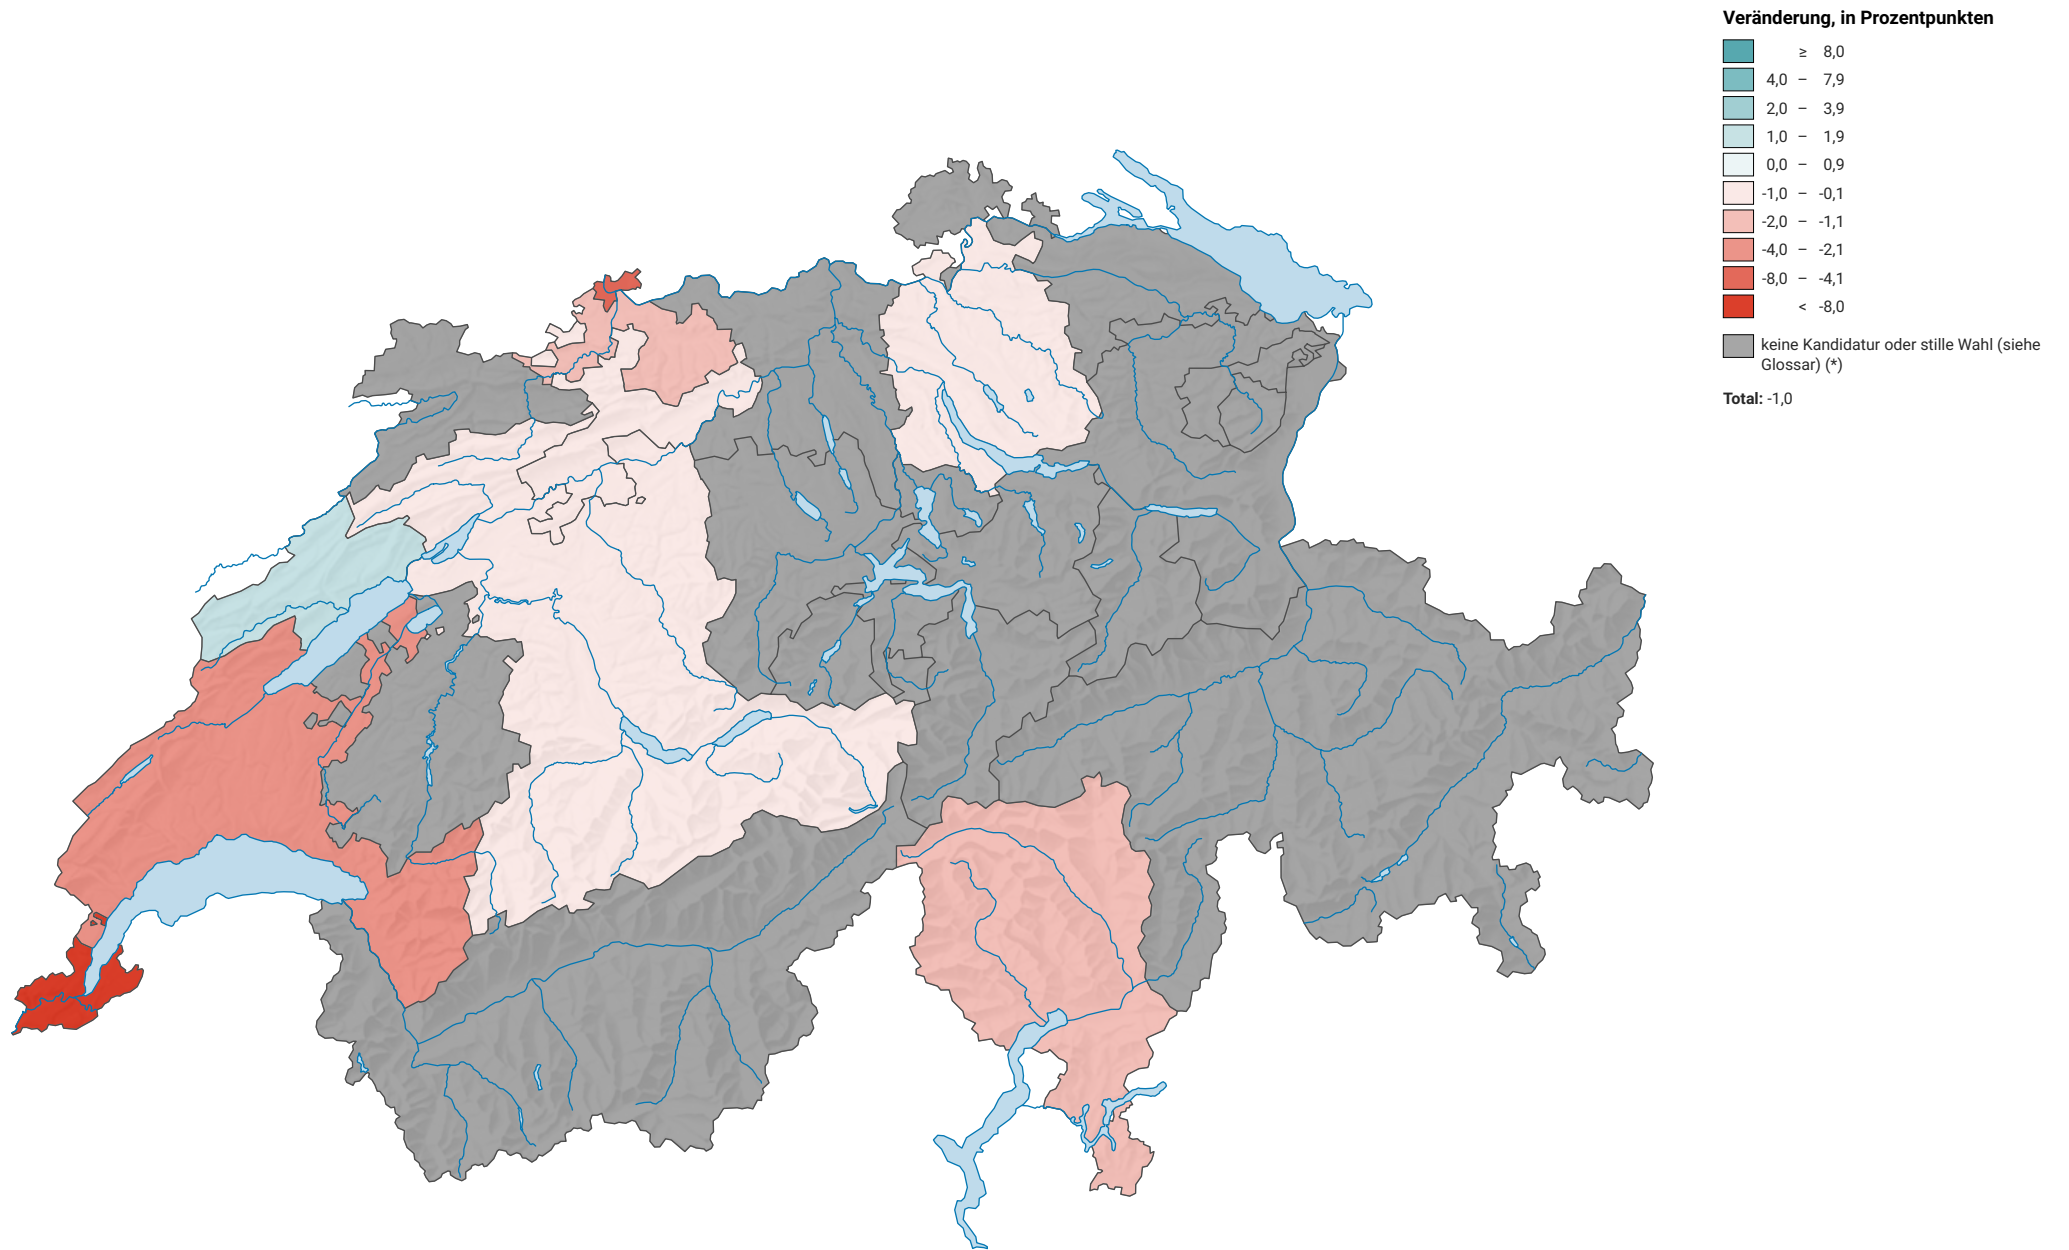 Veränderung, in Prozentpunkten
≥ 8,0
4,0 – 7,9
2,0 – 3,9
1,0 – 1,9
0,0 – 0,9
-1,0 – -0,1
-2,0 – -1,1
-4,0 – -2,1
-8,0 – -4,1
< -8,0
keine Kandidatur oder stille Wahl (siehe
Glossar) (*)
Total: -1,0